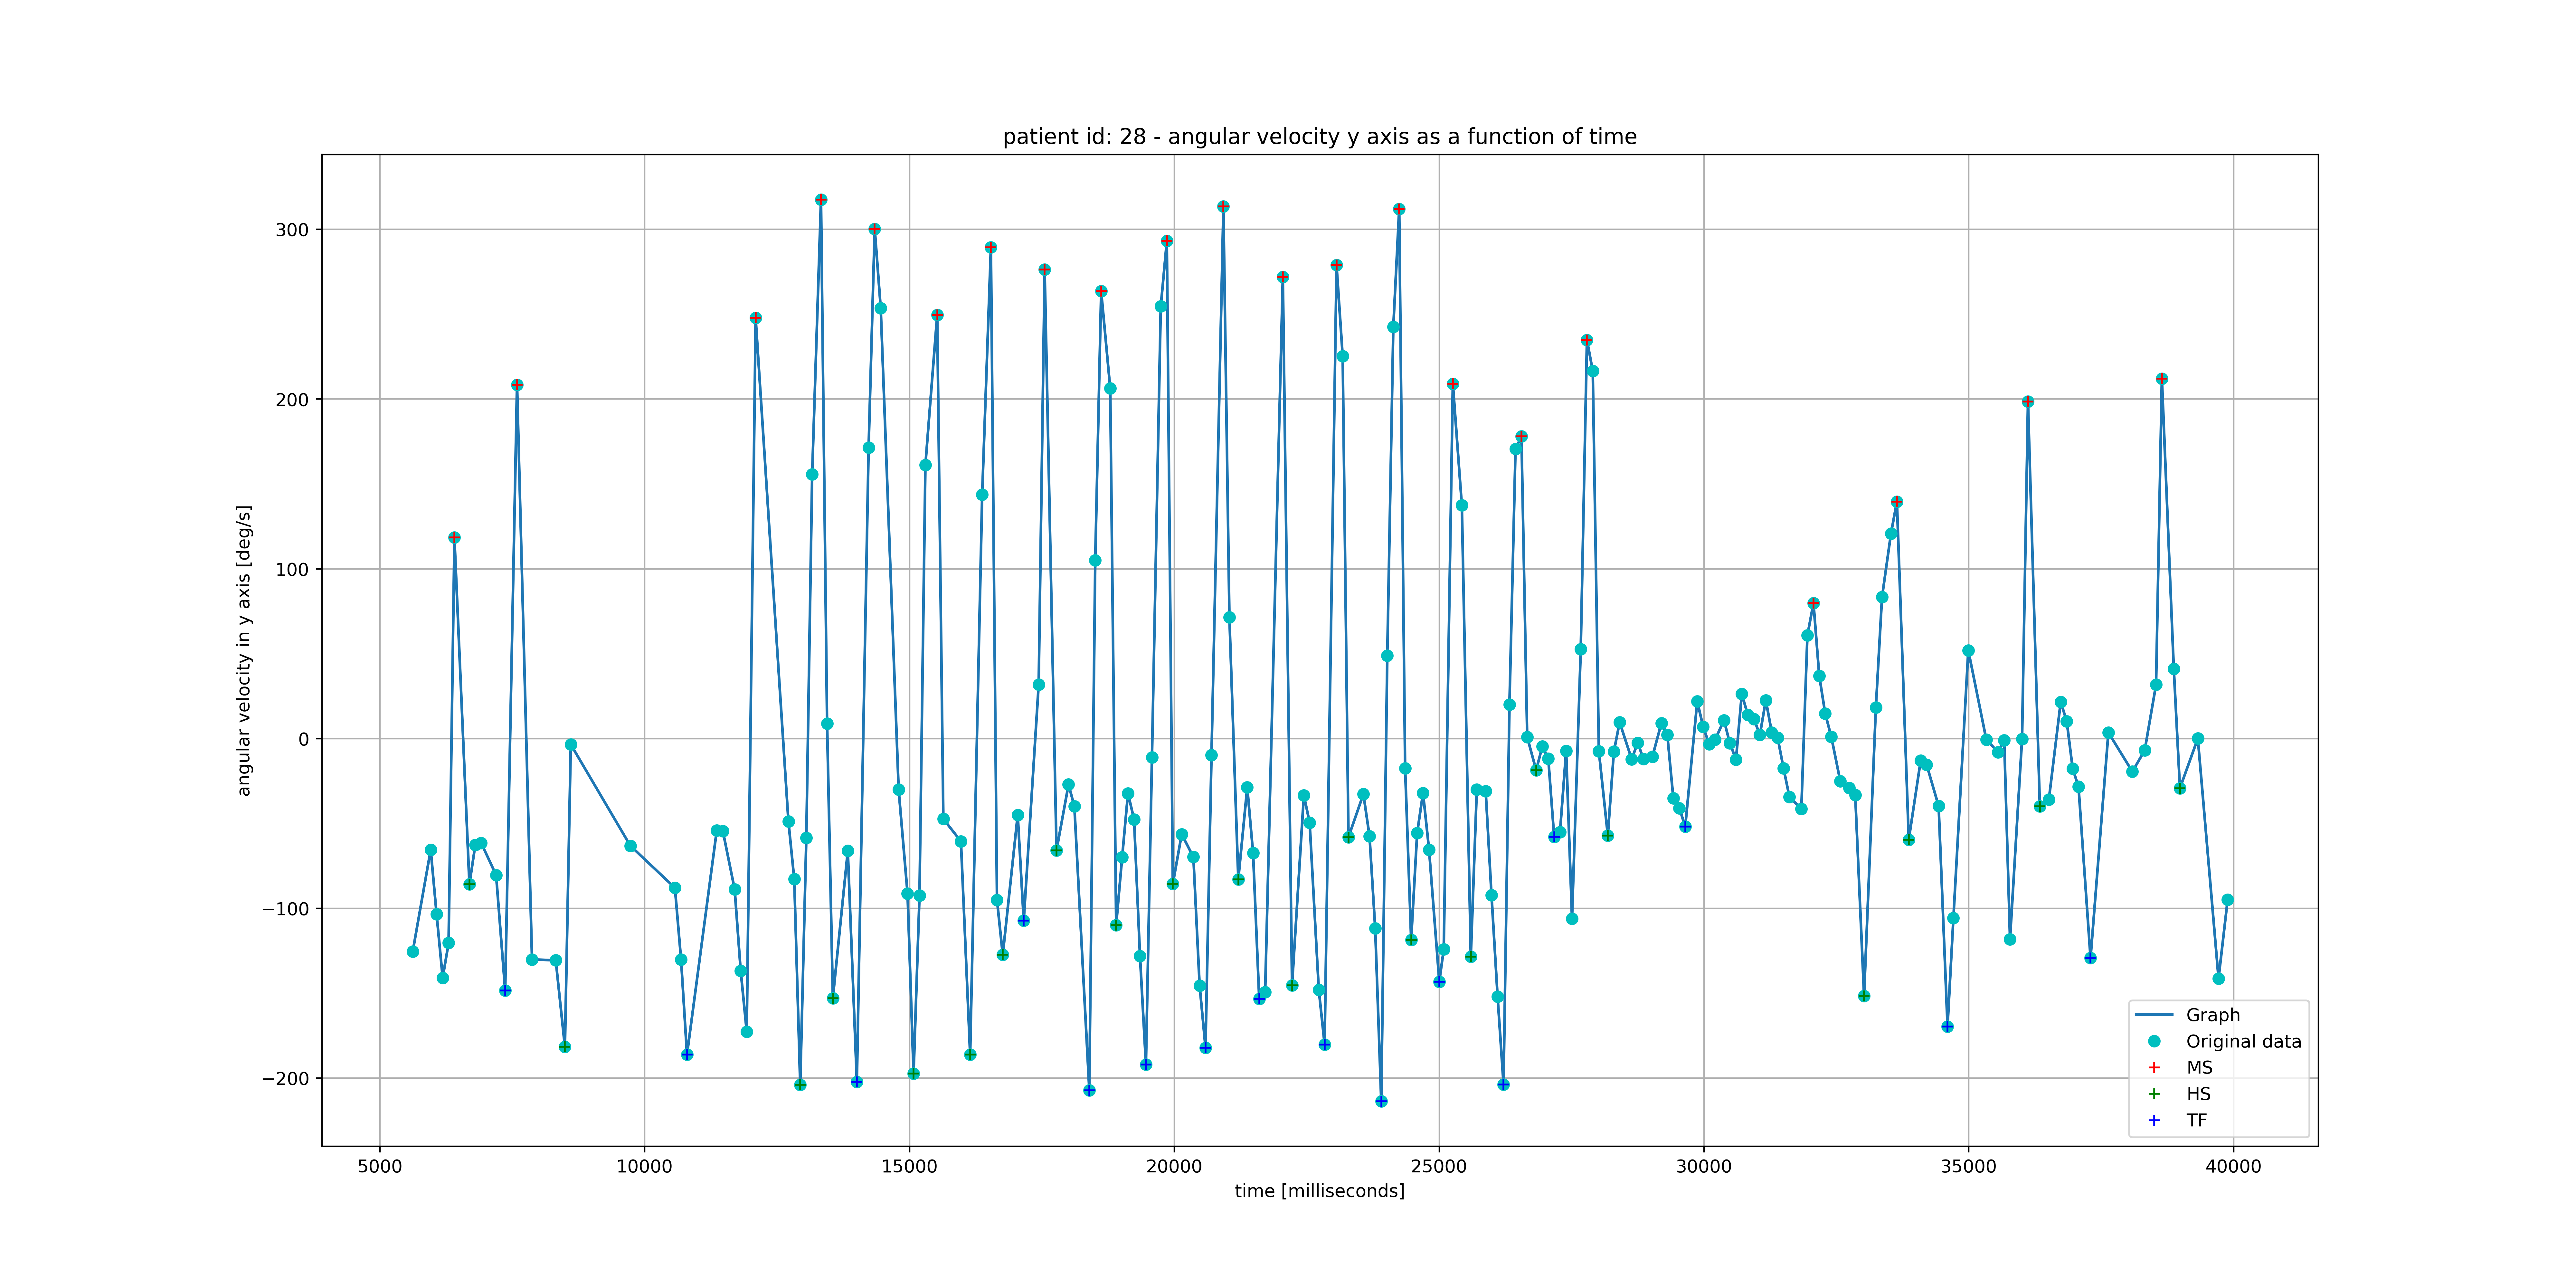 patient id: 28 - angular velocity y axis as a function of time
angular velocity in y axis [deg/s]
300
200
100
0
−100
−200
5000 10000 15000 20000 25000 30000 35000 40000
time [milliseconds]
Graph
Original data
MS
HS
TF